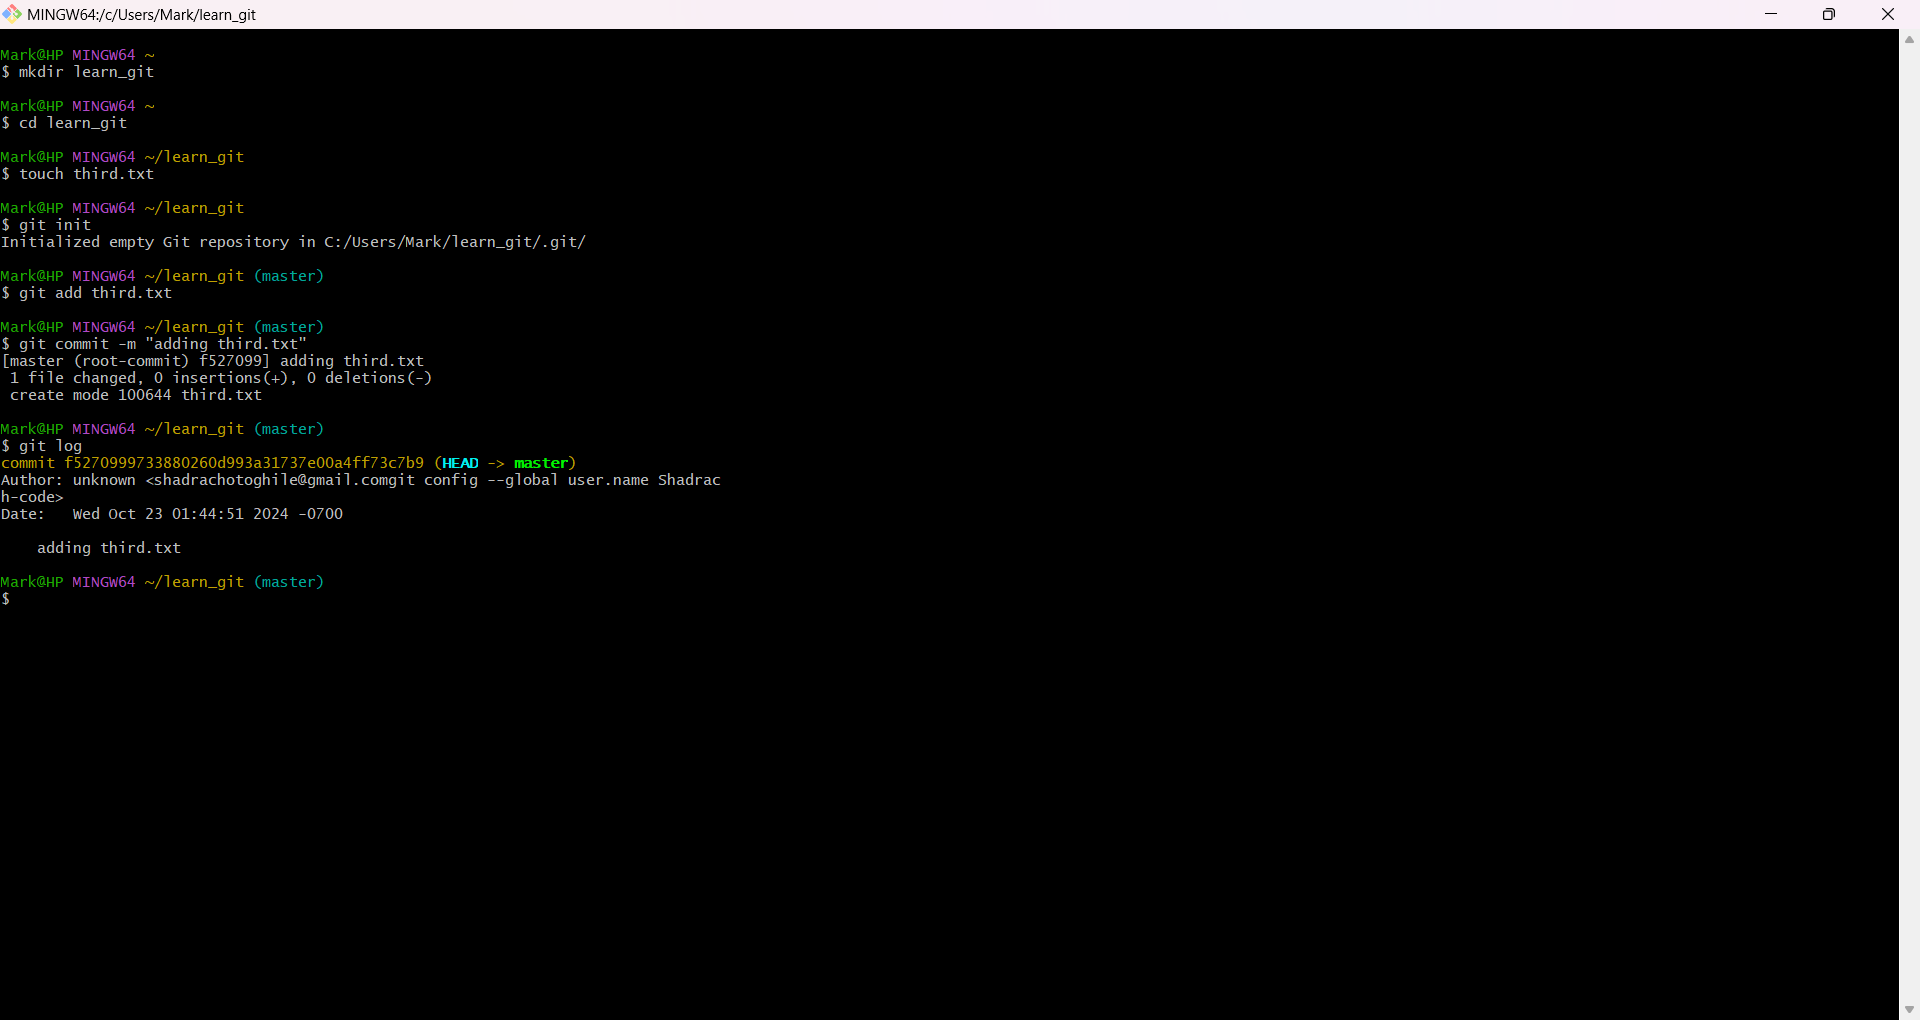 MINGW64:/c/Users/Mark/learn_git
Mark@HP MINGW64 ~
$ mkdir learn_git
Mark@HP MINGW64 ~
$ cd learn_git
Mark@HP MINGW64 ~/learn_git
$ touch third.txt
Mark@HP MINGW64 ~/learn_git
$ git init
Initialized empty Git repository in C:/Users/Mark/learn_git/.git/
Mark@HP MINGW64 ~/learn_git (master)
$ git add third.txt
Mark@HP MINGW64 ~/learn_git (master)
$ git commit -m "adding third.txt"
[master (root-commit) f527099] adding third.txt
 1 file changed, 0 insertions(+), 0 deletions(-)
 create mode 100644 third.txt
Mark@HP MINGW64 ~/learn_git (master)
$ git log
commit f5270999733880260d993a31737e00a4ff73c7b9 (HEAD -> master)
Author: unknown <shadrachotoghile@gmail.comgit config --global user.name Shadrac
h-code>
Date:   Wed Oct 23 01:44:51 2024 -0700
    adding third.txt
Mark@HP MINGW64 ~/learn_git (master)
$